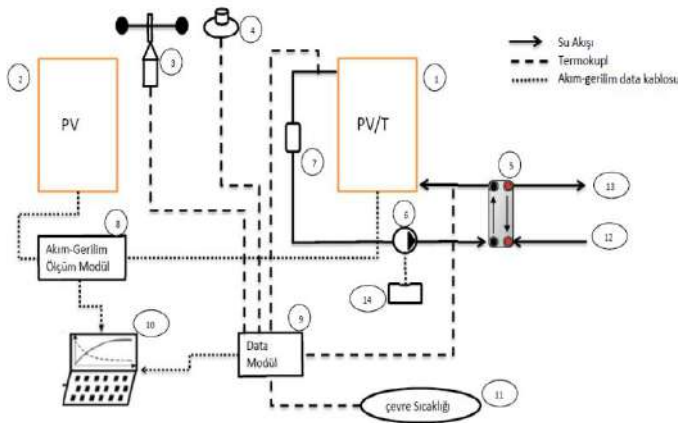 4
2
3
1
Su Akışı
Termokupl
Akım-gerilim data kablosu
PV
PV/T
7
5
13
6
12
8
Akım-Gerilim
Ölçüm Modül
14
10
9
Data
Modül
11
çevre Sıcaklığı